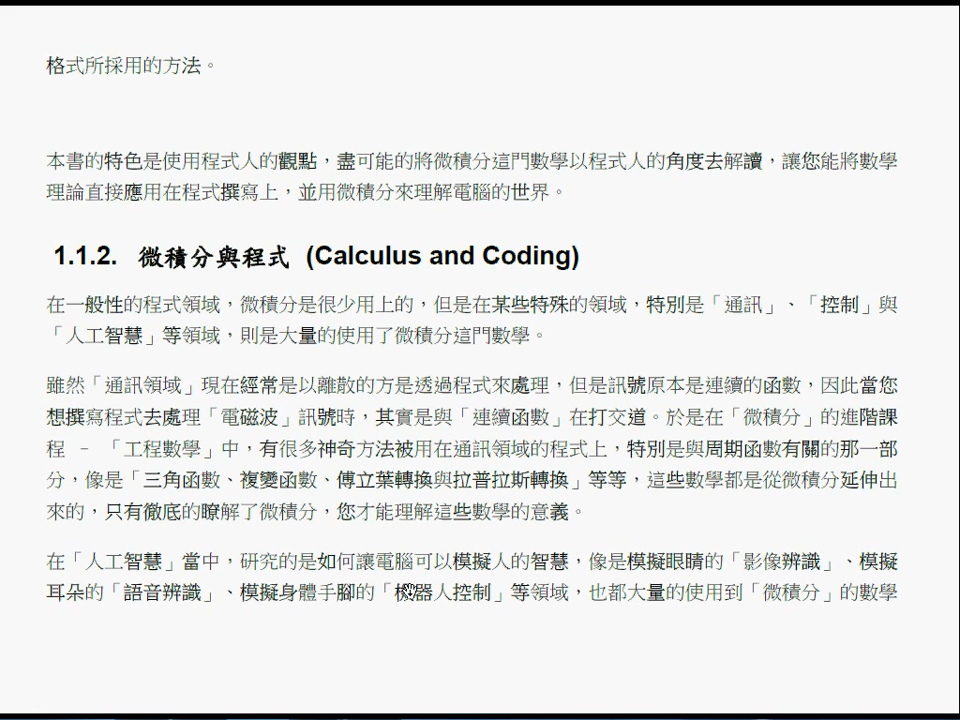 格式所採用的方法。
本書的特色是使用程式人的觀點，盡可能的將微積分這門數學以程式人的角度去解讀，讓您能將數學
理論直接應用在程式撰寫上，並用微積分來理解電腦的世界。
1.1.2. 微積分與程式 (Calculus and Coding)
在一般性的程式領域，微積分是很少用上的，但是在某些特殊的領域，特別是「通訊」、「控制」與
「人工智慧」等領域，則是大量的使用了微積分這門數學。
雖然「通訊領域」現在經常是以離散的方是透過程式來處理，但是訊號原本是連續的函數，因此當您
想撰寫程式去處理「電磁波」訊號時，其實是與「連續函數」在打交道。於是在「微積分」的進階課
程 – 「工程數學」中，有很多神奇方法被用在通訊領域的程式上，特別是與周期函數有關的那一部
分，像是「三角函數、複變函數、傅立葉轉換與拉普拉斯轉換」等等，這些數學都是從微積分延伸出
來的，只有徹底的瞭解了微積分，您才能理解這些數學的意義。
在「人工智慧」當中，研究的是如何讓電腦可以模擬人的智慧，像是模擬眼睛的「影像辨識」、模擬
耳朵的「語音辨識」、模擬身體手腳的「機器人控制」等領域，也都大量的使用到「微積分」的數學